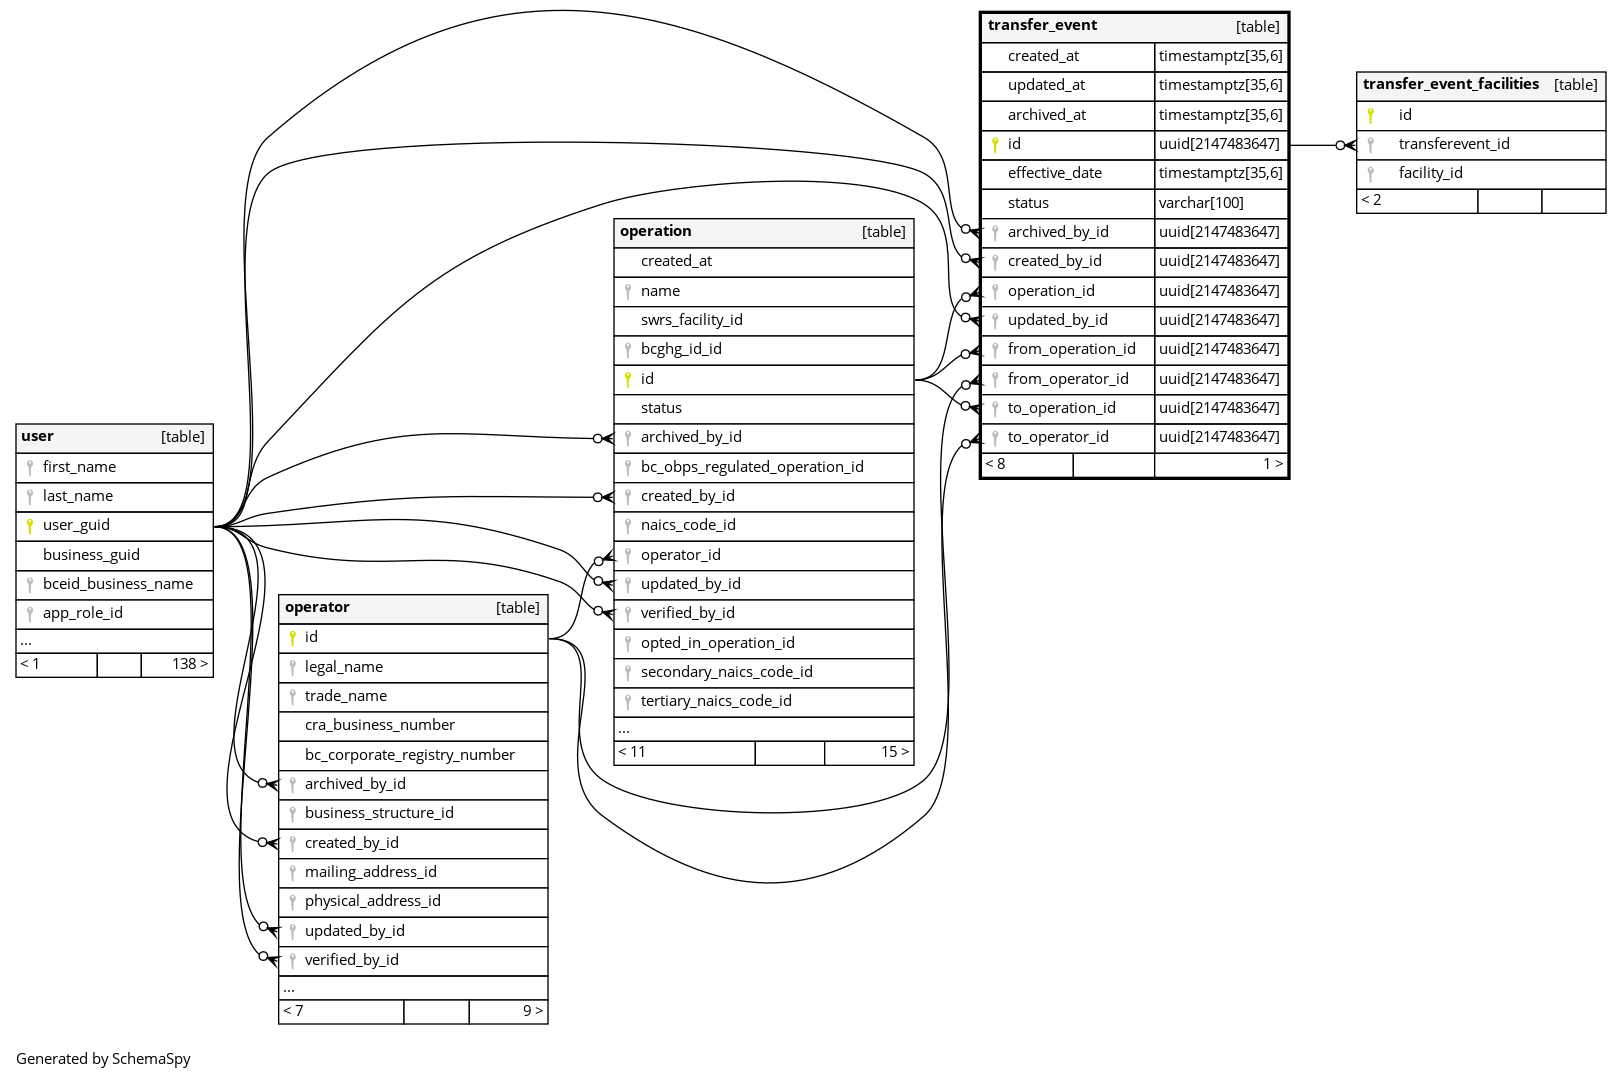 transfer_event [table]
created_at timestamptz[35,6]
updated_at timestamptz[35,6]
archived_at timestamptz[35,6]
id uuid[2147483647]
effective_date timestamptz[35,6]
status varchar[100]
archived_by_id uuid[2147483647]
created_by_id uuid[2147483647]
operation_id uuid[2147483647]
updated_by_id uuid[2147483647]
from_operation_id uuid[2147483647]
from_operator_id uuid[2147483647]
to_operation_id uuid[2147483647]
to_operator_id uuid[2147483647]
< 8 1 >
transfer_event_facilities [table]
id
transferevent_id
facility_id
< 2
operation [table]
created_at
name
swrs_facility_id
bcghg_id_id
id
status
archived_by_id
bc_obps_regulated_operation_id
created_by_id
naics_code_id
operator_id
updated_by_id
verified_by_id
opted_in_operation_id
secondary_naics_code_id
tertiary_naics_code_id
...
< 11 15 >
user [table]
first_name
last_name
user_guid
business_guid
bceid_business_name
app_role_id
...
< 1 138 >
operator [table]
id
legal_name
trade_name
cra_business_number
bc_corporate_registry_number
archived_by_id
business_structure_id
created_by_id
mailing_address_id
physical_address_id
updated_by_id
verified_by_id
...
< 7 9 >
Generated by SchemaSpy